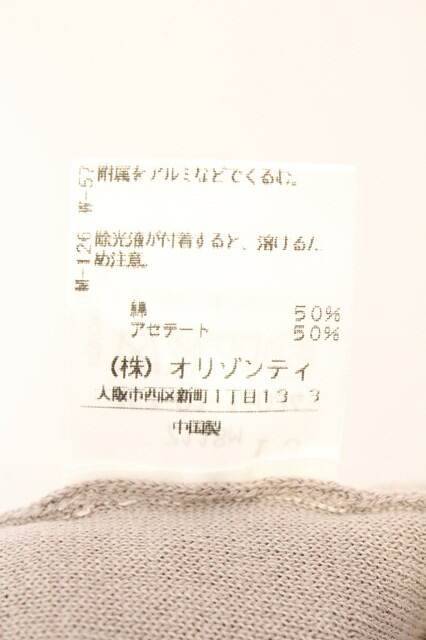 W-57
附属をアルミなどでくるむ。
W-126
除光液が付着すると、溶けるた
め注意。
綿 50%
アセテート 50%
(株)オリゾンティ
大阪市西区新町1丁目13 3
中国製